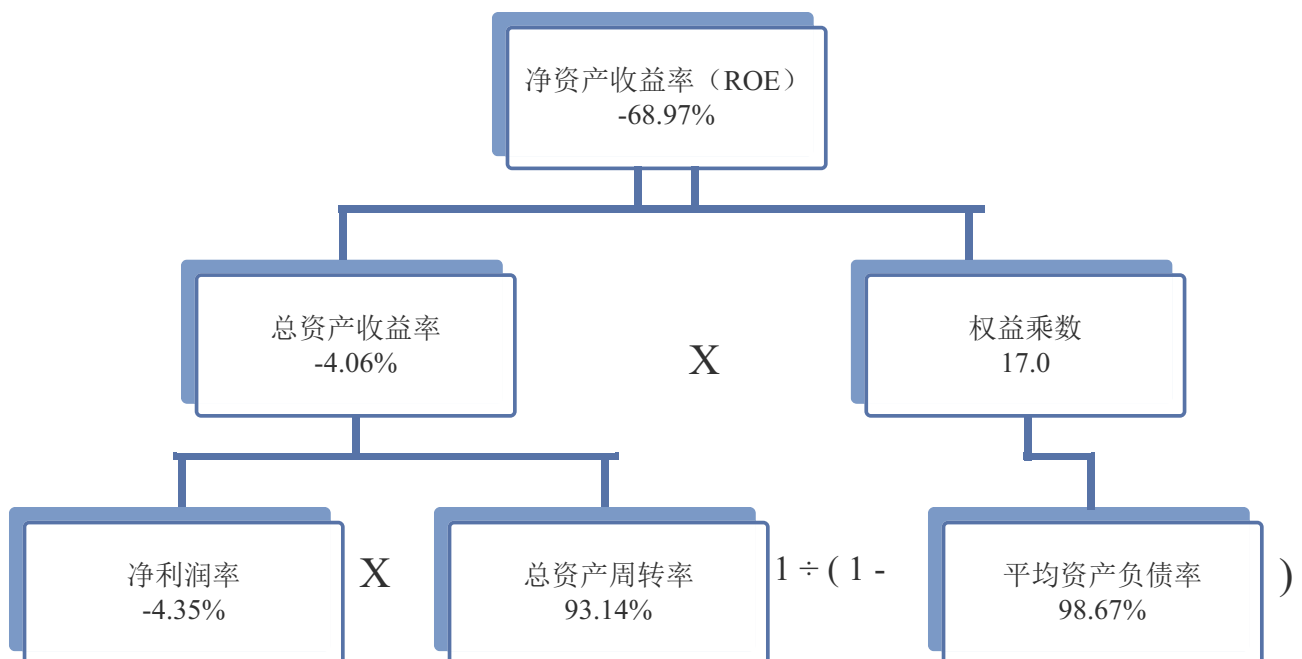 净资产收益率（ROE）
-68.97%
总资产收益率
-4.06%
X
权益乘数
17.0
净利润率
-4.35%
X
总资产周转率
93.14%
1 ÷ ( 1 -
平均资产负债率
98.67%
)